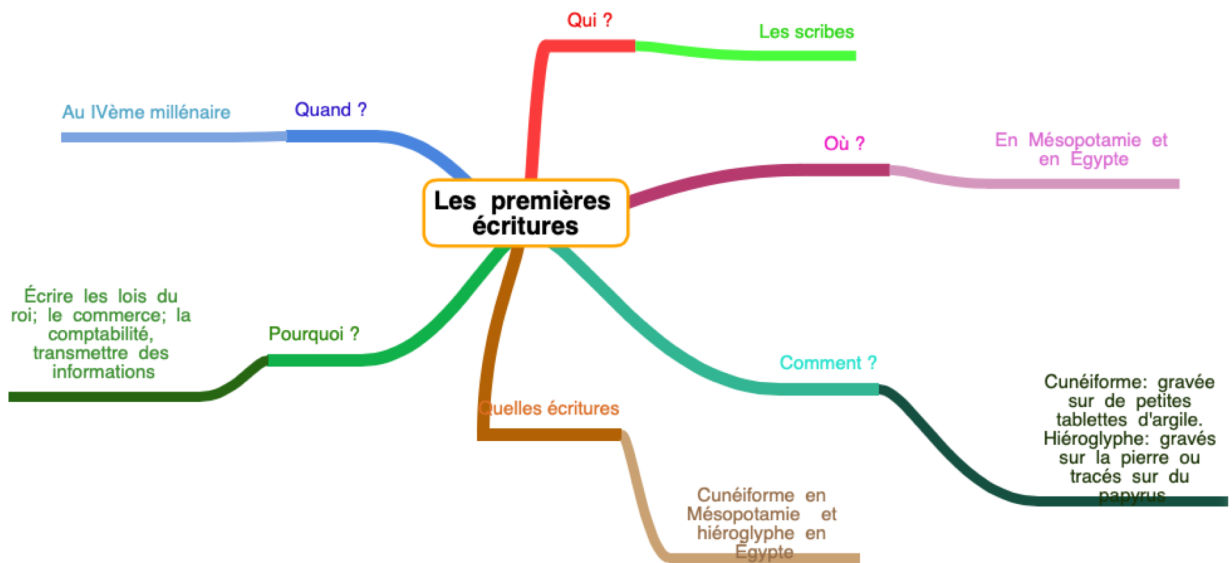 Les premières
écritures
Qui ?
Les scribes
Où ?
En Mésopotamie et
en Égypte
Comment ?
Cunéiforme: gravée
sur de petites
tablettes d'argile.
Hiéroglyphe: gravés
sur la pierre ou
tracés sur du
papyrus
Quelles écritures
Cunéiforme en
Mésopotamie et
hiéroglyphe en
Égypte
Pourquoi ?
Écrire les lois du
roi; le commerce; la
comptabilité,
transmettre des
informations
Quand ?
Au IVème millénaire